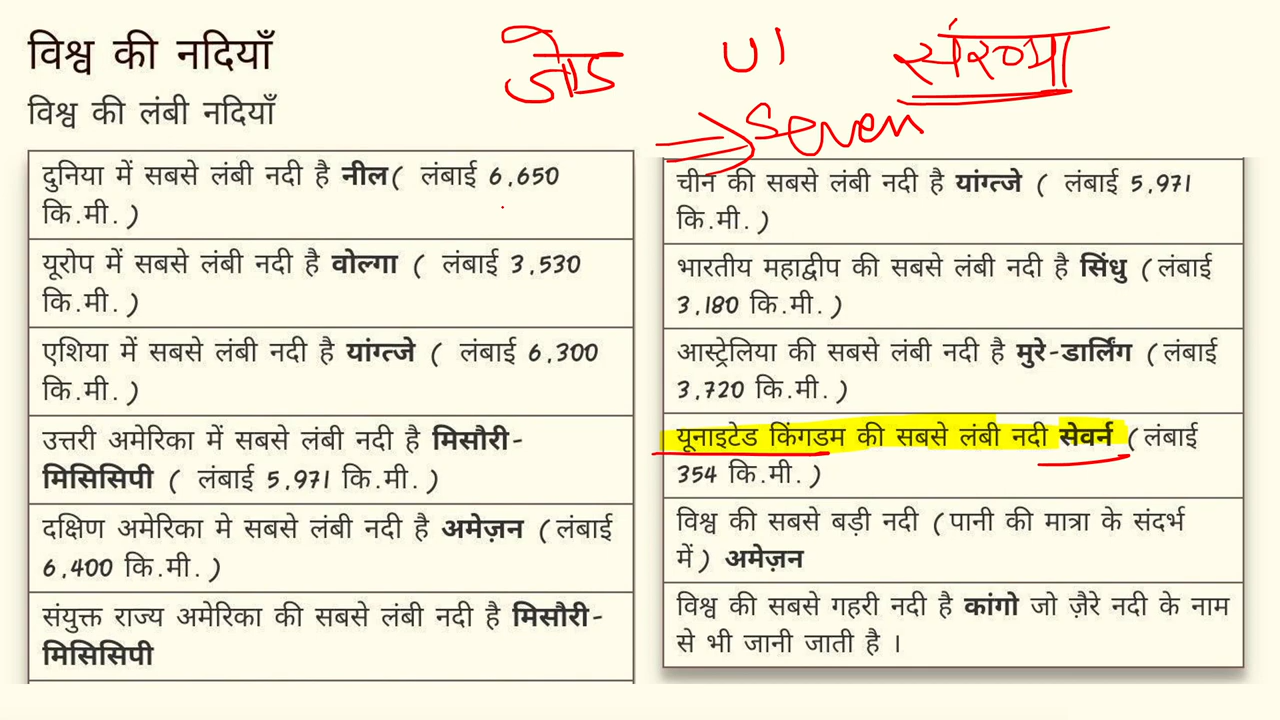 विश्व की नदियाँ
विश्व की लंबी नदियाँ
जोड
संख्या
Seven
दुनिया में सबसे लंबी नदी है नील( लंबाई 6,650
कि.मी. )
यूरोप में सबसे लंबी नदी है वोल्गा ( लंबाई 3,530
कि.मी. )
एशिया में सबसे लंबी नदी है यांग्त्जे ( लंबाई 6,300
कि.मी. )
उत्तरी अमेरिका में सबसे लंबी नदी है मिसौरी-
मिसिसिपी ( लंबाई 5,971 कि.मी. )
दक्षिण अमेरिका मे सबसे लंबी नदी है अमेज़न (लंबाई
6,400 कि.मी. )
संयुक्त राज्य अमेरिका की सबसे लंबी नदी है मिसौरी-
मिसिसिपी
चीन की सबसे लंबी नदी है यांग्त्जे ( लंबाई 5,971
कि.मी. )
भारतीय महाद्वीप की सबसे लंबी नदी है सिंधु (लंबाई
3,180 कि.मी. )
आस्ट्रेलिया की सबसे लंबी नदी है मुरे-डार्लिंग (लंबाई
3,720 कि.मी. )
यूनाइटेड किंगडम की सबसे लंबी नदी सेवर्न (लंबाई
354 कि.मी. )
विश्व की सबसे बड़ी नदी (पानी की मात्रा के संदर्भ
में) अमेज़न
विश्व की सबसे गहरी नदी है कांगो जो ज़ैरे नदी के नाम
से भी जानी जाती है ।